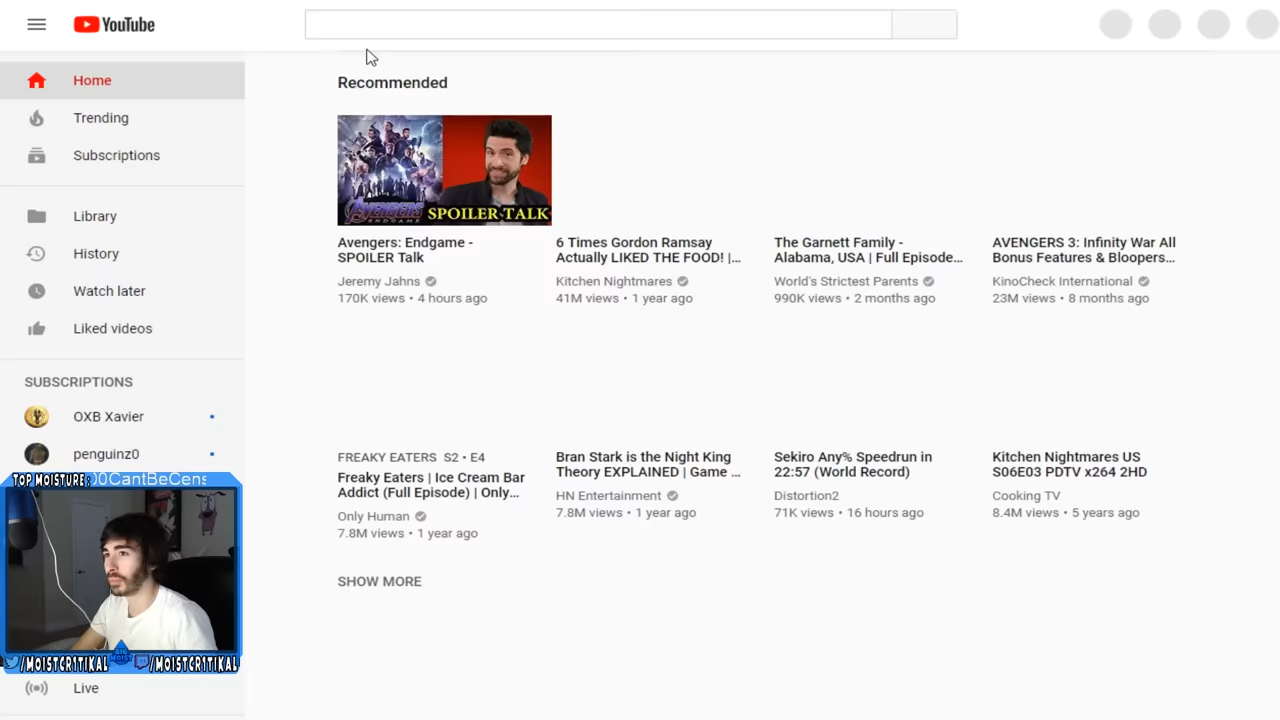 YouTube
Home
Trending
Subscriptions
Library
History
Watch later
Liked videos
SUBSCRIPTIONS
OXB Xavier
penguinz0
TOP MOISTURE:
00CantBeCens
BIG
MOIST
/MOISTCR1TIKAL
/MOISTCR1TIKAL
Live
Recommended
AVENGERS
ENDGAME
SPOILER TALK
Avengers: Endgame -
SPOILER Talk
Jeremy Jahns
170K views • 4 hours ago
6 Times Gordon Ramsay
Actually LIKED THE FOOD! |...
Kitchen Nightmares
41M views • 1 year ago
The Garnett Family -
Alabama, USA | Full Episode...
World's Strictest Parents
990K views • 2 months ago
AVENGERS 3: Infinity War All
Bonus Features & Bloopers...
KinoCheck International
23M views • 8 months ago
FREAKY EATERS S2 • E4
Freaky Eaters | Ice Cream Bar
Addict (Full Episode) | Only...
Only Human
7.8M views • 1 year ago
Bran Stark is the Night King
Theory EXPLAINED | Game ...
HN Entertainment
7.8M views • 1 year ago
Sekiro Any% Speedrun in
22:57 (World Record)
Distortion2
71K views • 16 hours ago
Kitchen Nightmares US
S06E03 PDTV x264 2HD
Cooking TV
8.4M views • 5 years ago
SHOW MORE